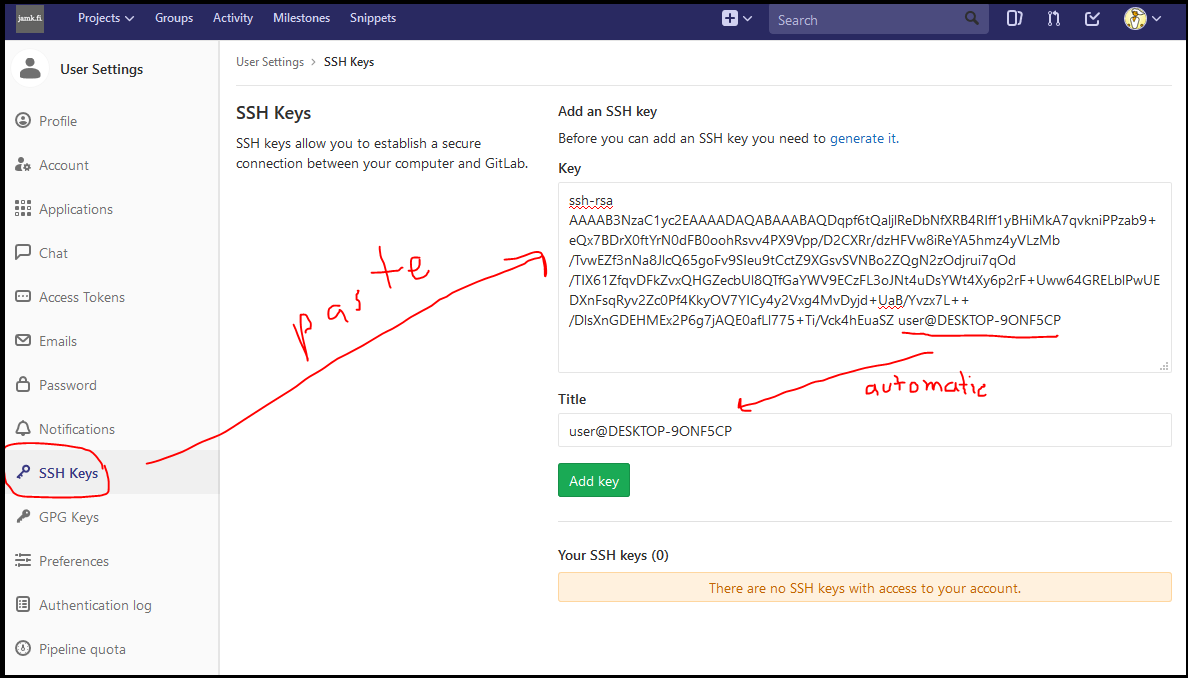 jamk.fi
Projects
Groups
Activity
Milestones
Snippets
Search
User Settings
Profile
Account
Applications
Chat
Access Tokens
Emails
Password
Notifications
SSH Keys
GPG Keys
Preferences
Authentication log
Pipeline quota
User Settings > SSH Keys
SSH Keys
SSH keys allow you to establish a secure
connection between your computer and GitLab.
paste
Add an SSH key
Before you can add an SSH key you need to generate it.
Key
ssh-rsa
AAAAB3NzaC1yc2EAAAADAQABAAABAQDqpf6tQaljlReDbNfXRB4RIff1yBHiMkA7qvkniPPzab9+
eQx7BDrX0ftYrN0dFB0oohRsvv4PX9Vpp/D2CXRr/dzHFVw8iReYA5hmz4yVLzMb
/TvwEZf3nNa8JlcQ65goFv9SIeu9tCctZ9XGsvSVNBo2ZQgN2zOdjrui7qOd
/TIX61ZfqvDFkZvxQHGZecbUl8QTfGaYWV9ECzFL3oJNt4uDsYWt4Xy6p2rF+Uww64GRELblPwUE
DXnFsqRyv2Zc0Pf4KkyOV7YICy4y2Vxg4MvDyjd+UaB/Yvzx7L++
/DlsXnGDEHMEx2P6g7jAQE0afLl775+Ti/Vck4hEuaSZ user@DESKTOP-9ONF5CP
automatic
Title
user@DESKTOP-9ONF5CP
Add key
Your SSH keys (0)
There are no SSH keys with access to your account.